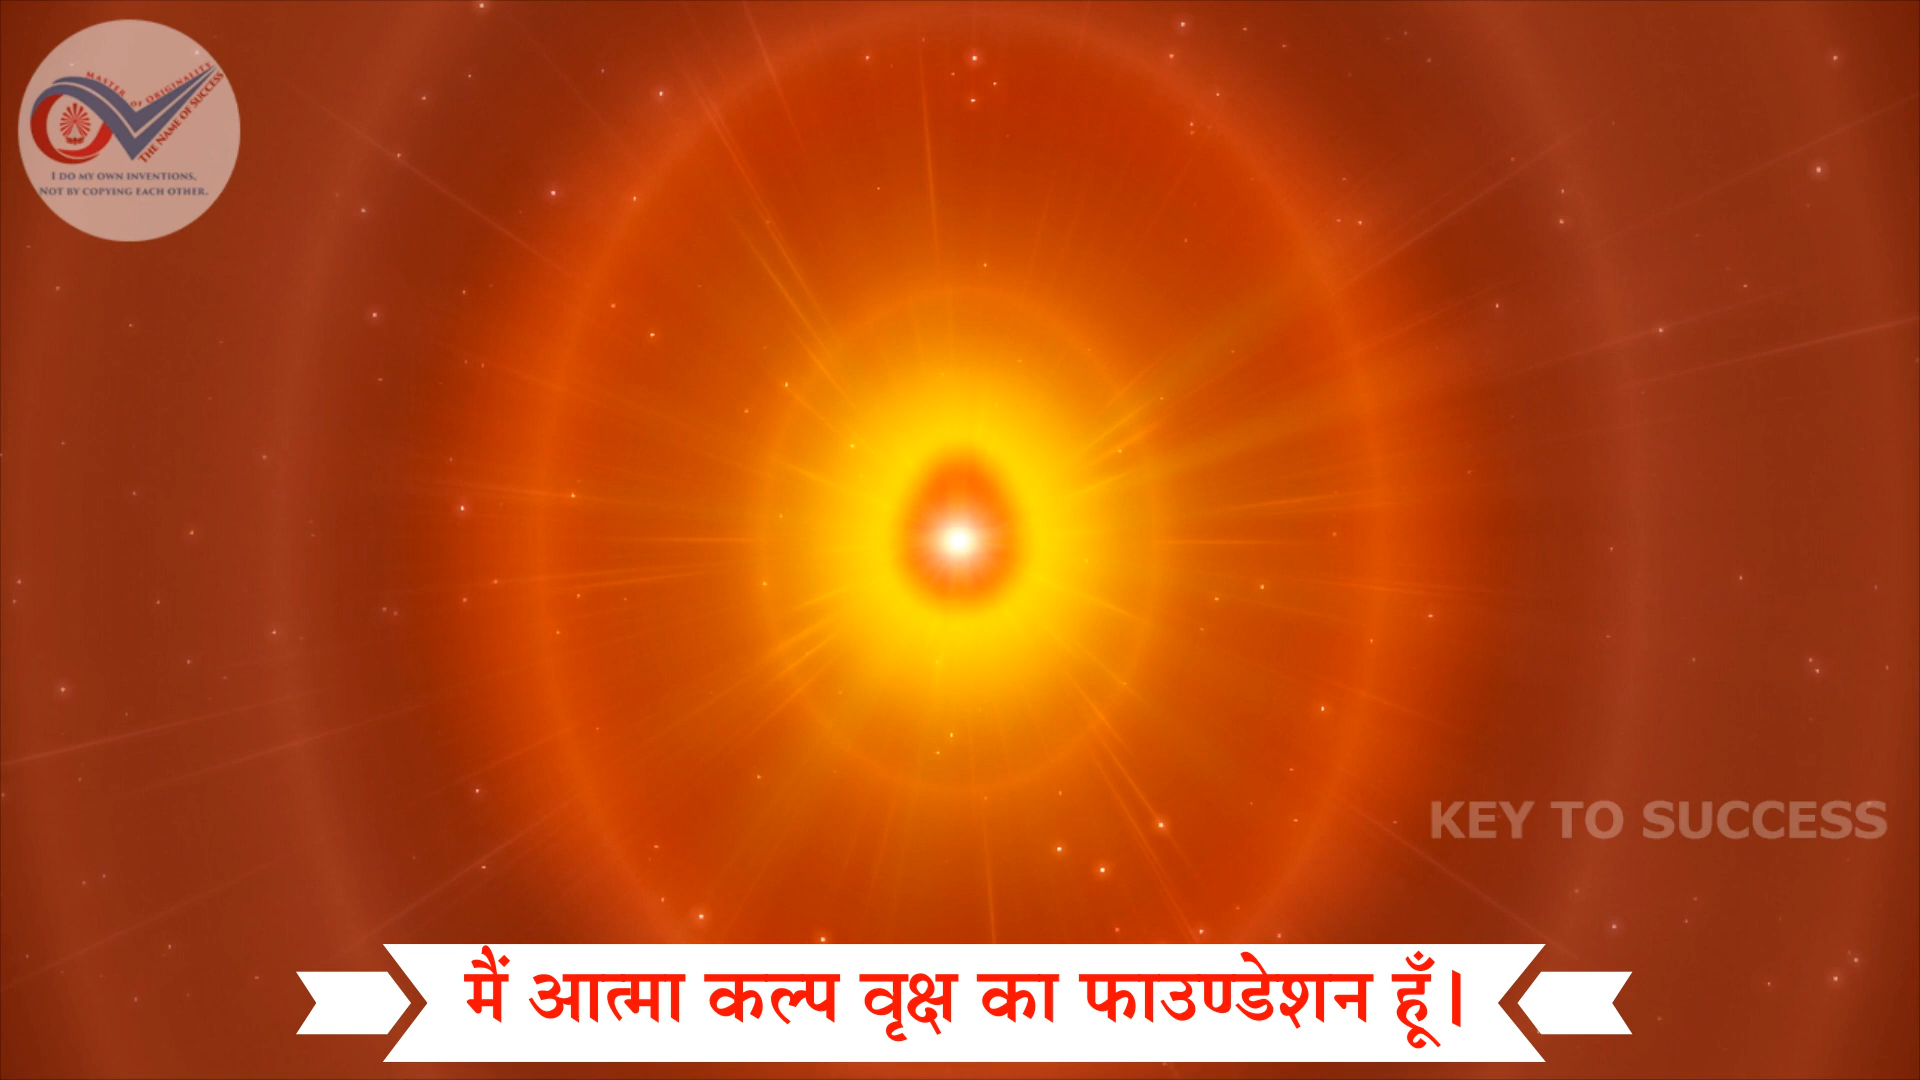 MASTER OF ORIGINALITY
THE NAME OF SUCCESS
I DO MY OWN INVENTIONS,
NOT BY COPYING EACH OTHER.
KEY TO SUCCESS
मैं आत्मा कल्प वृक्ष का फाउण्डेशन हूँ।